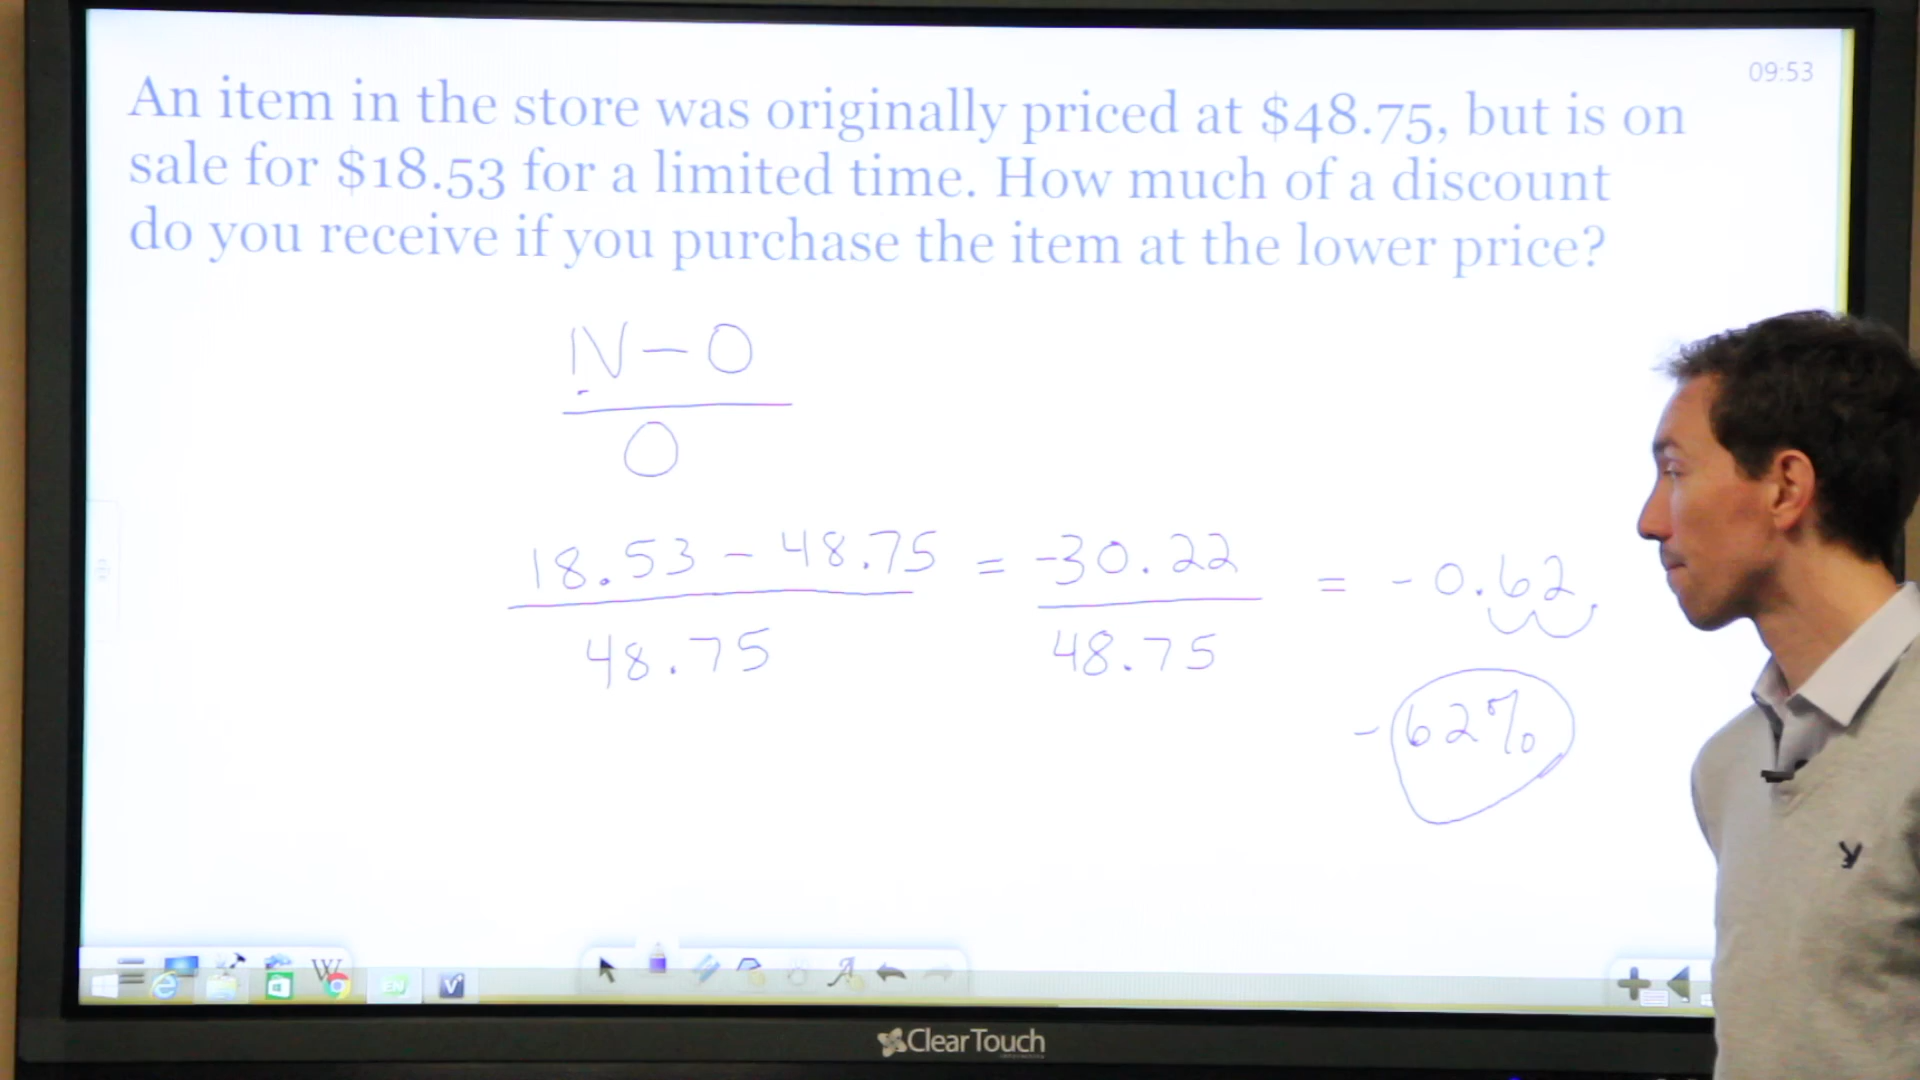 09:53
An item in the store was originally priced at $48.75, but is on
sale for $18.53 for a limited time. How much of a discount
do you receive if you purchase the item at the lower price?
N - O
O
18.53 - 48.75 = -30.22 = -0.62.
48.75 48.75
- 62%
W
EN
V
A
ClearTouch